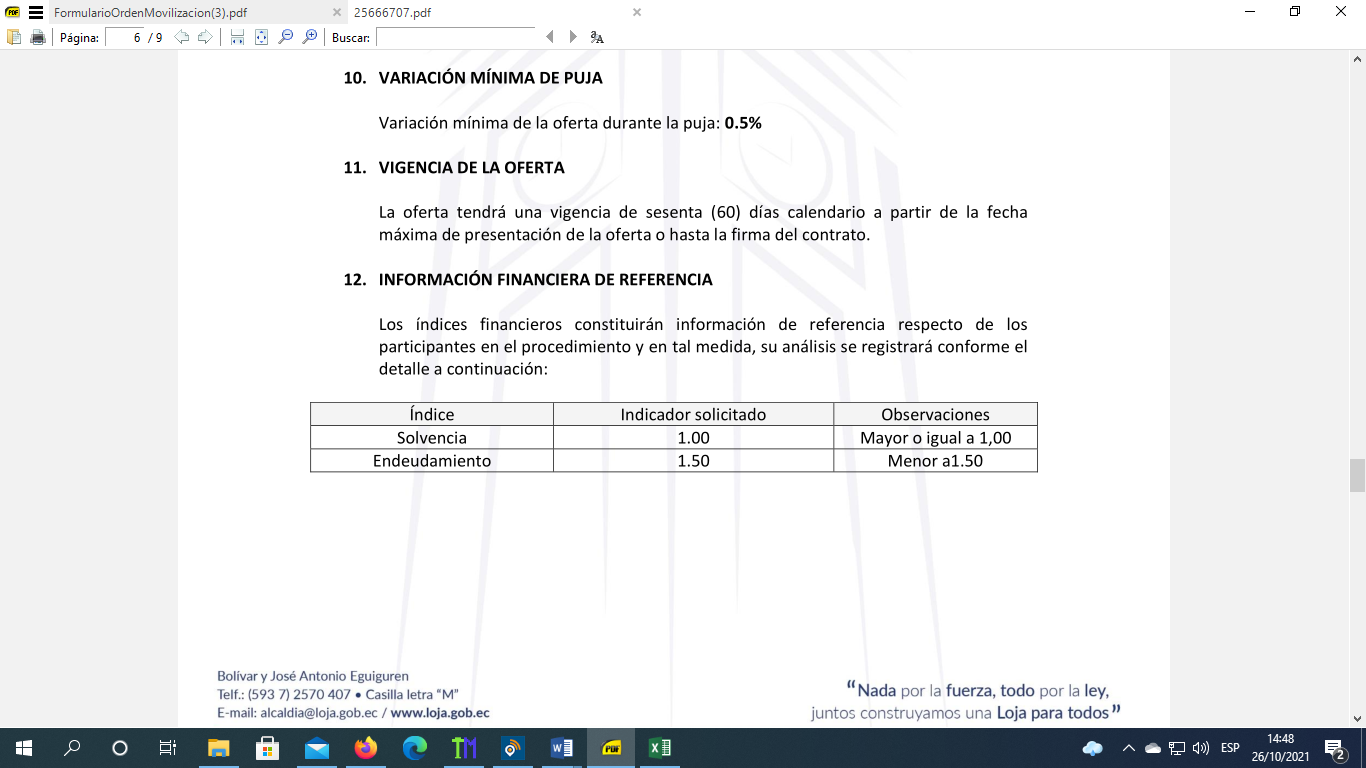 FormularioOrdenMovilizacion(3).pdf
25666707.pdf
Página: 6 / 9
Buscar:
10. VARIACIÓN MÍNIMA DE PUJA
Variación mínima de la oferta durante la puja: 0.5%
11. VIGENCIA DE LA OFERTA
La oferta tendrá una vigencia de sesenta (60) días calendario a partir de la fecha
máxima de presentación de la oferta o hasta la firma del contrato.
12. INFORMACIÓN FINANCIERA DE REFERENCIA
Los índices financieros constituirán información de referencia respecto de los
participantes en el procedimiento y en tal medida, su análisis se registrará conforme el
detalle a continuación:
Índice Indicador solicitado Observaciones
Solvencia 1.00 Mayor o igual a 1,00
Endeudamiento 1.50 Menor a1.50
Bolívar y José Antonio Eguiguren
Telf.: (593 7) 2570 407 • Casilla letra “M”
E-mail: alcaldia@loja.gob.ec / www.loja.gob.ec
“Nada por la fuerza, todo por la ley,
juntos construyamos una Loja para todos”
ESP
14:48
26/10/2021
2